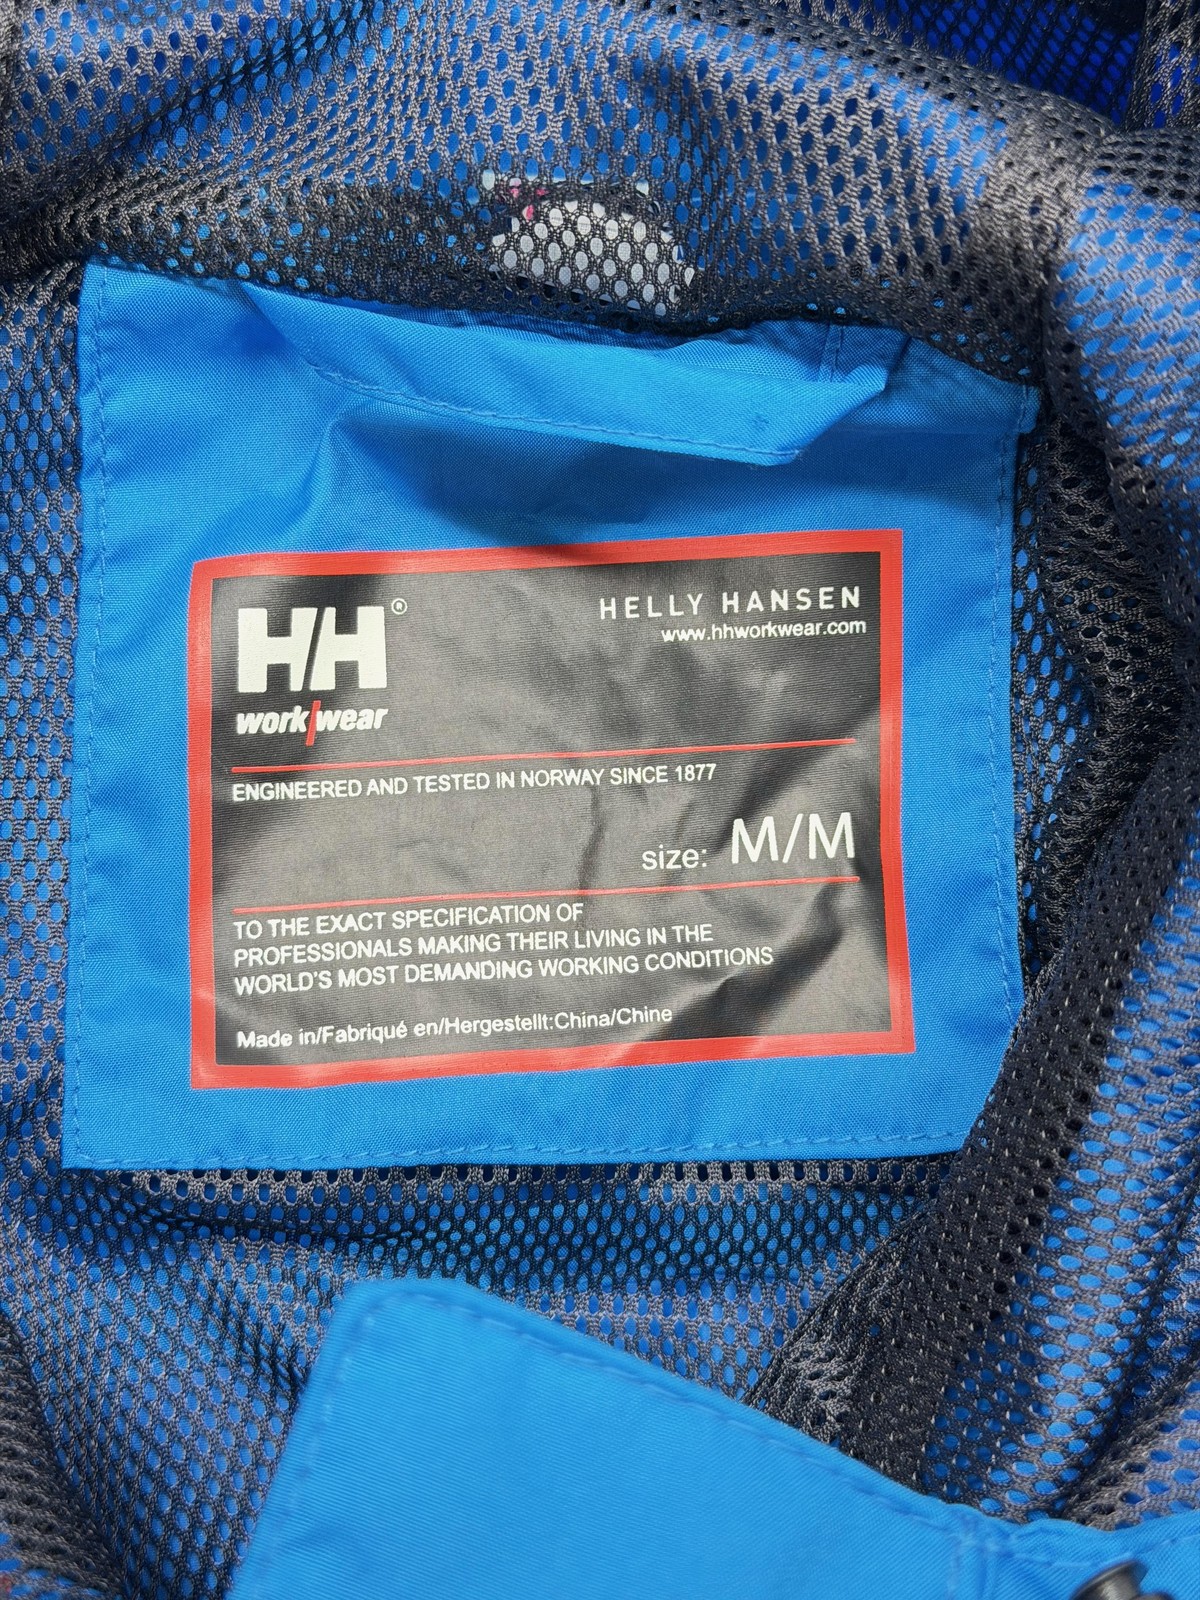 HH®
HELLY HANSEN
www.hhworkwear.com
work/wear
ENGINEERED AND TESTED IN NORWAY SINCE 1877
size: M/M
TO THE EXACT SPECIFICATION OF
PROFESSIONALS MAKING THEIR LIVING IN THE
WORLD'S MOST DEMANDING WORKING CONDITIONS
Made in/Fabriqué en/Hergestellt:China/Chine